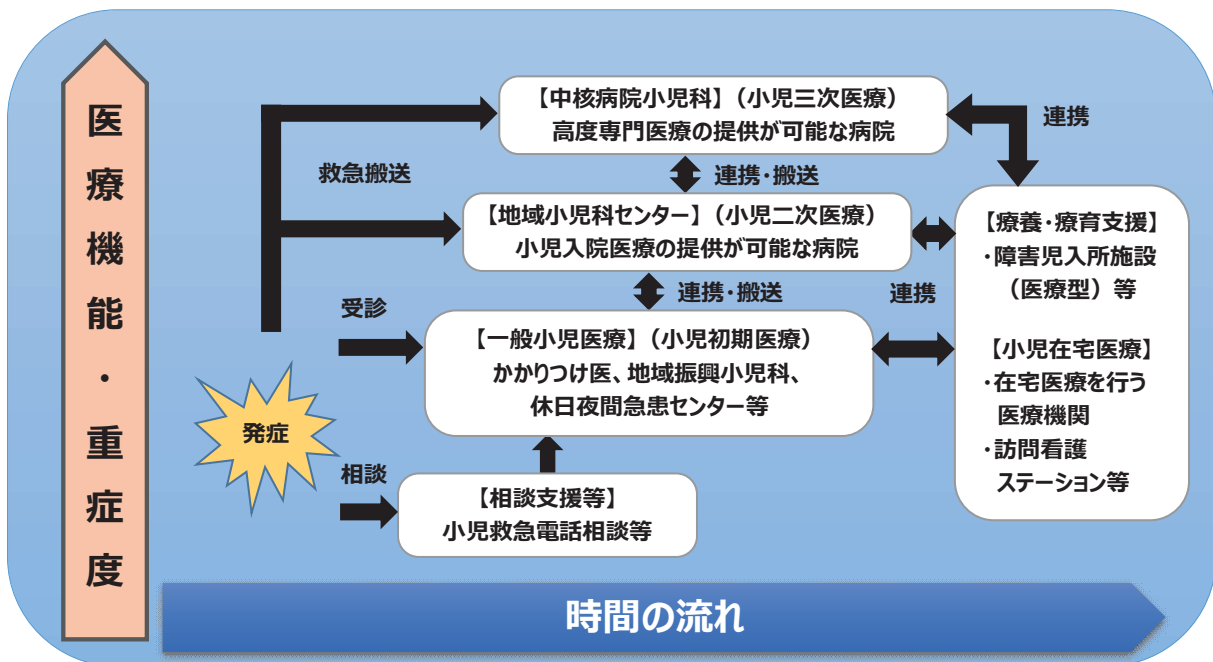 医療機能・重症度
【中核病院小児科】（小児三次医療）
高度専門医療の提供が可能な病院
連携
救急搬送
連携・搬送
【地域小児科センター】（小児二次医療）
小児入院医療の提供が可能な病院
連携・搬送
連携
受診
【一般小児医療】（小児初期医療）
かかりつけ医、地域振興小児科、
休日夜間急患センター等
【療養・療育支援】
・障害児入所施設
（医療型）等
【小児在宅医療】
・在宅医療を行う
医療機関
・訪問看護
ステーション等
発症
相談
【相談支援等】
小児救急電話相談等
時間の流れ